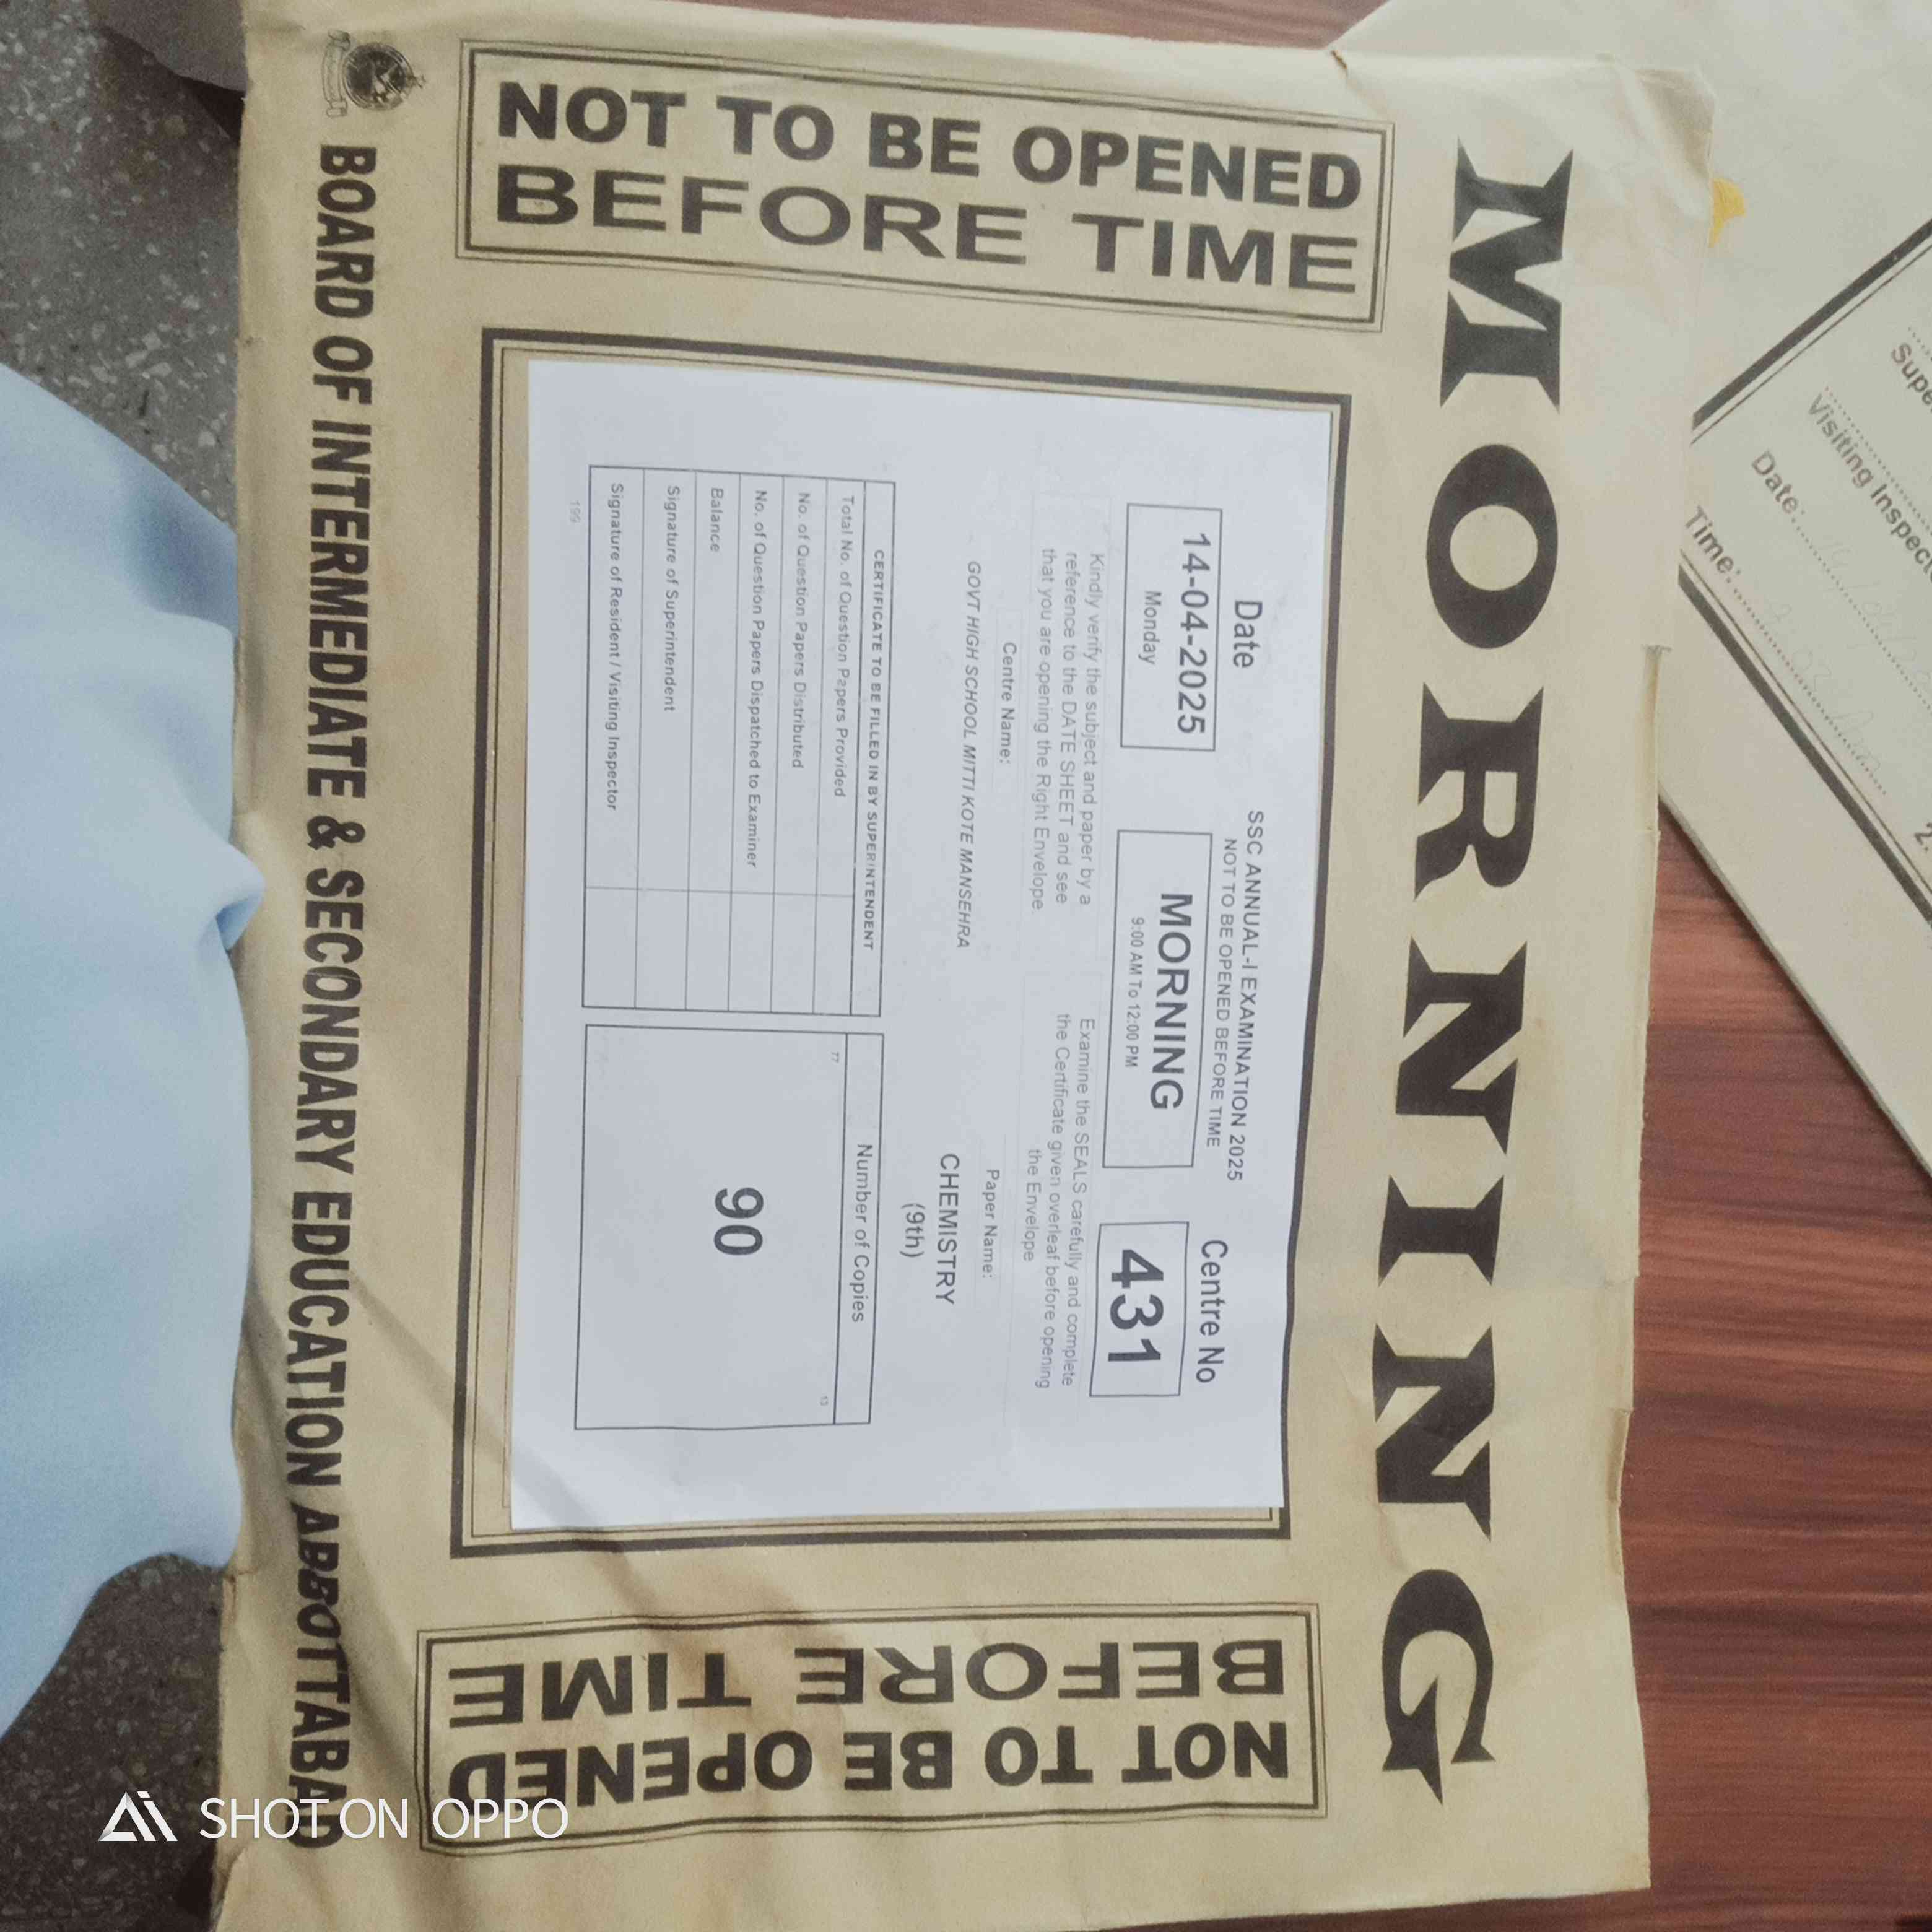 MORNING
NOT TO BE OPENED
BEFORE TIME
SSC ANNUAL-I EXAMINATION 2025
NOT TO BE OPENED BEFORE TIME
Date
14-04-2025
Monday
MORNING
9:00 AM To 12:00 PM
Centre No
431
Kindly verify the subject and paper by a
reference to the DATE SHEET and see
that you are opening the Right Envelope.
Examine the SEALS carefully and complete
the Certificate given overleaf before opening
the Envelope
Centre Name:
GOVT HIGH SCHOOL MITTI KOTE MANSEHRA
Paper Name:
CHEMISTRY
(9th)
CERTIFICATE TO BE FILLED IN BY SUPERINTENDENT
Total No. of Question Papers Provided
No. of Question Papers Distributed
No. of Question Papers Dispatched to Examiner
Balance
Signature of Superintendent
Signature of Resident / Visiting Inspector
199
Number of Copies
77
13
90
NOT TO BE OPENED
BEFORE TIME
BOARD OF INTERMEDIATE & SECONDARY EDUCATION ABBOTTABAD
Visiting Inspec
Date:
Time:
SHOT ON OPPO